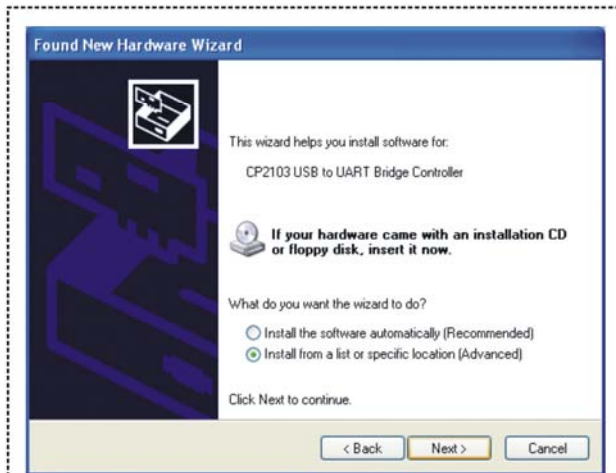 Found New Hardware Wizard
This wizard helps you install software for:
CP2103 USB to UART Bridge Controller
If your hardware came with an installation CD
or floppy disk, insert it now.
What do you want the wizard to do?
Install the software automatically (Recommended)
Install from a list or specific location (Advanced)
Click Next to continue.
< Back
Next >
Cancel